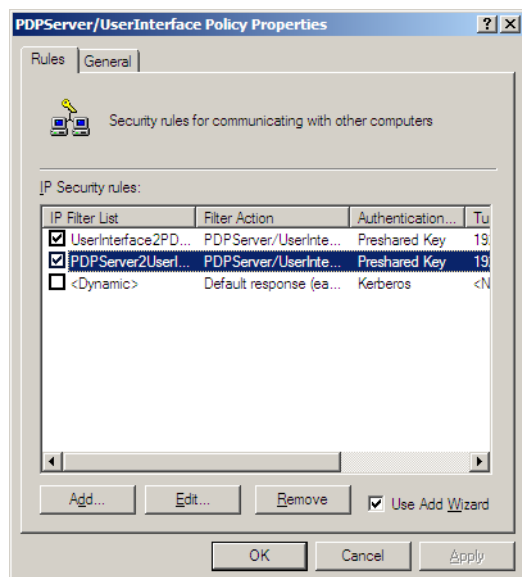 PDPServer/UserInterface Policy Properties
Rules General
Security rules for communicating with other computers
IP Security rules:
IP Filter List Filter Action Authentication... Tu
UserInterface2PD... PDPServer/UserInte... Preshared Key 19
PDPServer2UserI... PDPServer/UserInte... Preshared Key 19
<Dynamic> Default response (ea... Kerberos <N
Add... Edit... Remove Use Add Wizard
OK Cancel Apply